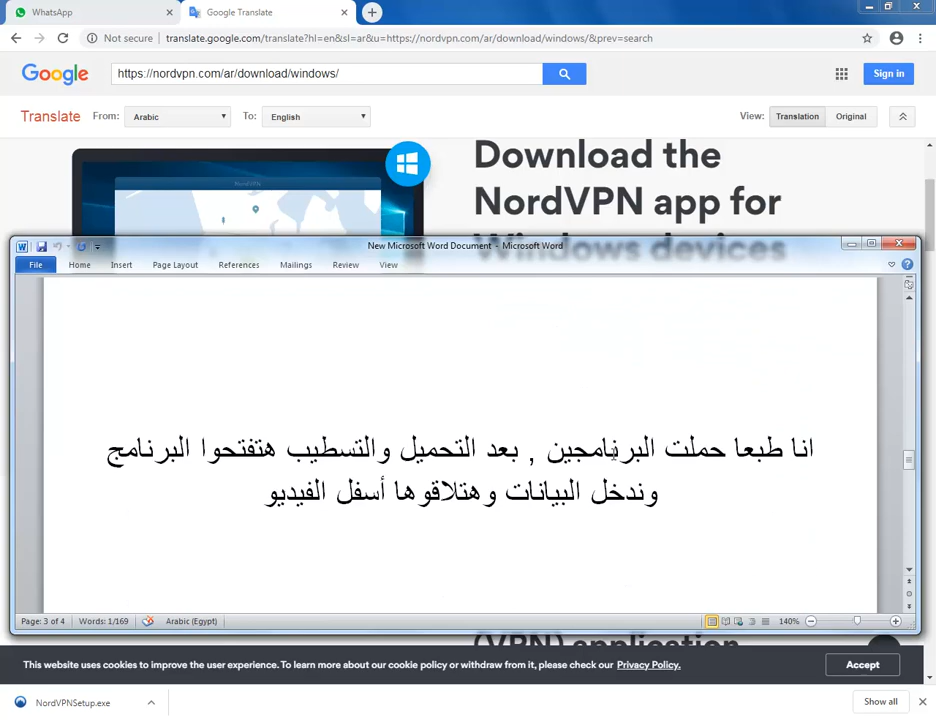 WhatsApp
Google Translate
Not secure | translate.google.com/translate?hl=en&sl=ar&u=https://nordvpn.com/ar/download/windows/&prev=search
Google
https://nordvpn.com/ar/download/windows/
Sign in
Translate From: Arabic To: English View: Translation Original
NordVPN
Download the
NordVPN app for
Windows devices
New Microsoft Word Document - Microsoft Word
File Home Insert Page Layout References Mailings Review View
انا طبعا حملت البرنامجين , بعد التحميل والتسطيب هتفتحوا البرنامج
وندخل البيانات وهتلاقوها أسفل الفيديو
Page: 3 of 4 Words: 1/169 Arabic (Egypt) 140%
(VPN) application
This website uses cookies to improve the user experience. To learn more about our cookie policy or withdraw from it, please check our Privacy Policy. Accept
NordVPNSetup.exe Show all